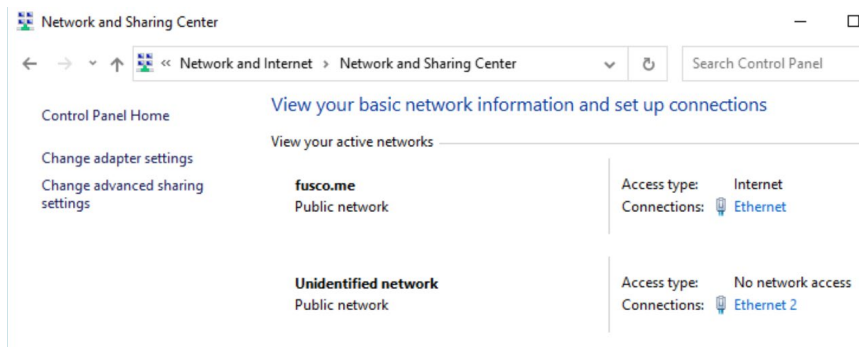 Network and Sharing Center
« Network and Internet > Network and Sharing Center
Search Control Panel
Control Panel Home
Change adapter settings
Change advanced sharing
settings
View your basic network information and set up connections
View your active networks
fusco.me
Public network
Access type: Internet
Connections: Ethernet
Unidentified network
Public network
Access type: No network access
Connections: Ethernet 2